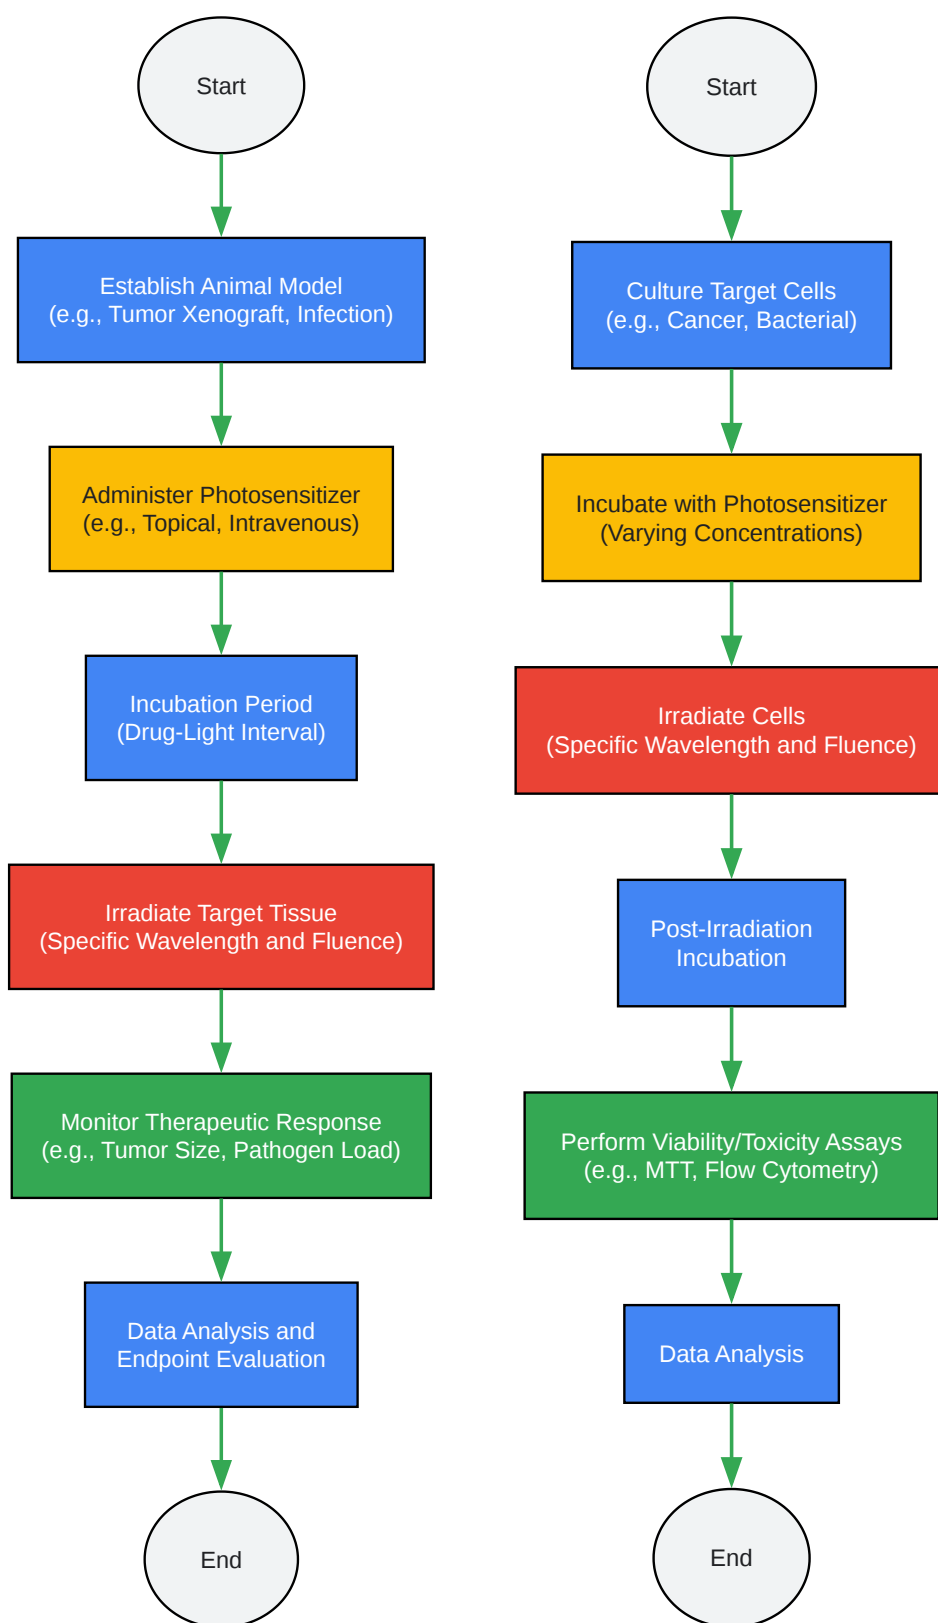 Start
Establish Animal Model
(e.g., Tumor Xenograft, Infection)
Administer Photosensitizer
(e.g., Topical, Intravenous)
Incubation Period
(Drug-Light Interval)
Irradiate Target Tissue
(Specific Wavelength and Fluence)
Monitor Therapeutic Response
(e.g., Tumor Size, Pathogen Load)
Data Analysis and
Endpoint Evaluation
End
Start
Culture Target Cells
(e.g., Cancer, Bacterial)
Incubate with Photosensitizer
(Varying Concentrations)
Irradiate Cells
(Specific Wavelength and Fluence)
Post-Irradiation
Incubation
Perform Viability/Toxicity Assays
(e.g., MTT, Flow Cytometry)
Data Analysis
End